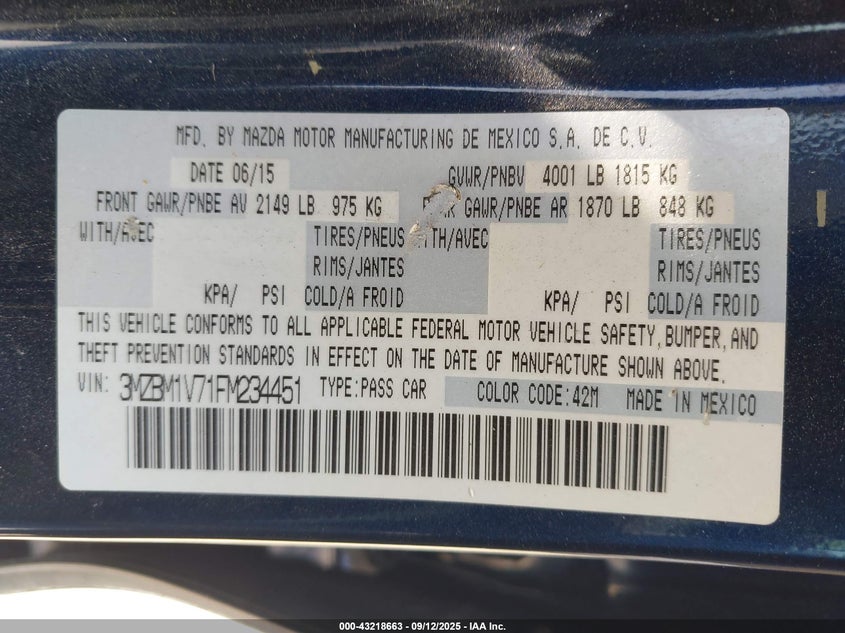 MFD. BY MAZDA MOTOR MANUFACTURING DE MEXICO S.A. DE C.V.
DATE 06/15 GVWR/PNBV 4001 LB 1815 KG
FRONT GAWR/PNBE AV 2149 LB 975 KG GAWR/PNBE AR 1870 LB 848 KG
WITH/AVEC TIRES/PNEUS WITH/AVEC TIRES/PNEUS
RIMS/JANTES RIMS/JANTES
KPA/ PSI COLD/A FROID KPA/ PSI COLD/A FROID
THIS VEHICLE CONFORMS TO ALL APPLICABLE FEDERAL MOTOR VEHICLE SAFETY, BUMPER, AND
THEFT PREVENTION STANDARDS IN EFFECT ON THE DATE OF MANUFACTURE SHOWN ABOVE.
VIN: 3MZBM1V71FM234451 TYPE:PASS CAR COLOR CODE:42M MADE IN MEXICO
000-43218663 - 09/12/2025 - IAA Inc.